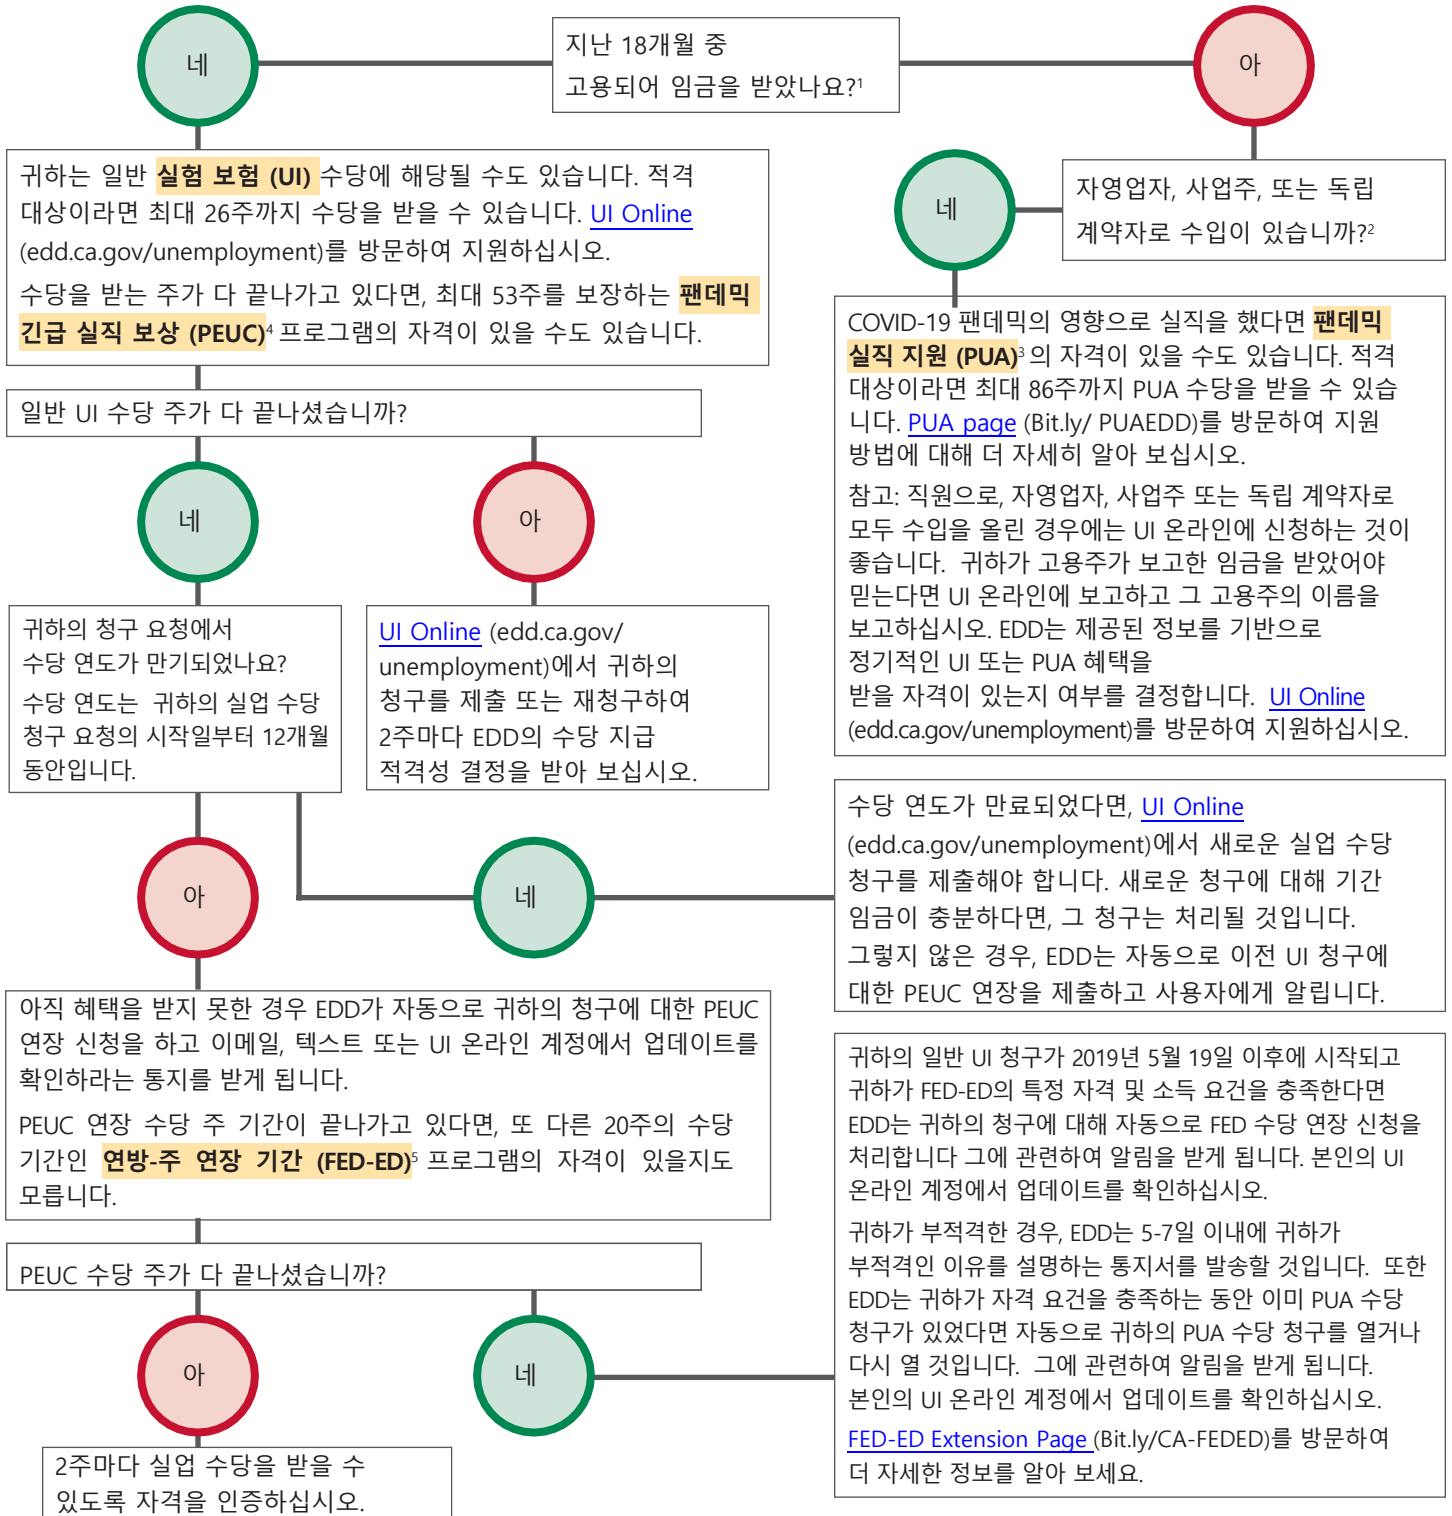 네
지난 18개월 중
고용되어 임금을 받았나요?¹
아
귀하는 일반 실험 보험 (UI) 수당에 해당될 수도 있습니다. 적격
대상이라면 최대 26주까지 수당을 받을 수 있습니다. UI Online
(edd.ca.gov/unemployment)를 방문하여 지원하십시오.
수당을 받는 주가 다 끝나가고 있다면, 최대 53주를 보장하는 팬데믹
긴급 실직 보상 (PEUC)⁴ 프로그램의 자격이 있을 수도 있습니다.
네
자영업자, 사업주, 또는 독립
계약자로 수입이 있습니까?²
COVID-19 팬데믹의 영향으로 실직을 했다면 팬데믹
실직 지원 (PUA)³ 의 자격이 있을 수도 있습니다. 적격
대상이라면 최대 86주까지 PUA 수당을 받을 수 있습
니다. PUA page (Bit.ly/ PUAEDD)를 방문하여 지원
방법에 대해 더 자세히 알아 보십시오.
참고: 직원으로, 자영업자, 사업주 또는 독립 계약자로
모두 수입을 올린 경우에는 UI 온라인에 신청하는 것이
좋습니다. 귀하가 고용주가 보고한 임금을 받았어야
믿는다면 UI 온라인에 보고하고 그 고용주의 이름을
보고하십시오. EDD는 제공된 정보를 기반으로
정기적인 UI 또는 PUA 혜택을
받을 자격이 있는지 여부를 결정합니다. UI Online
(edd.ca.gov/unemployment)를 방문하여 지원하십시오.
일반 UI 수당 주가 다 끝나셨습니까?
네
아
귀하의 청구 요청에서
수당 연도가 만기되었나요?
수당 연도는 귀하의 실업 수당
청구 요청의 시작일부터 12개월
동안입니다.
UI Online (edd.ca.gov/
unemployment)에서 귀하의
청구를 제출 또는 재청구하여
2주마다 EDD의 수당 지급
적격성 결정을 받아 보십시오.
아
네
수당 연도가 만료되었다면, UI Online
(edd.ca.gov/unemployment)에서 새로운 실업 수당
청구를 제출해야 합니다. 새로운 청구에 대해 기간
임금이 충분하다면, 그 청구는 처리될 것입니다.
그렇지 않은 경우, EDD는 자동으로 이전 UI 청구에
대한 PEUC 연장을 제출하고 사용자에게 알립니다.
아직 혜택을 받지 못한 경우 EDD가 자동으로 귀하의 청구에 대한 PEUC
연장 신청을 하고 이메일, 텍스트 또는 UI 온라인 계정에서 업데이트를
확인하라는 통지를 받게 됩니다.
PEUC 연장 수당 주 기간이 끝나가고 있다면, 또 다른 20주의 수당
기간인 연방-주 연장 기간 (FED-ED)⁵ 프로그램의 자격이 있을지도
모릅니다.
PEUC 수당 주가 다 끝나셨습니까?
아
네
귀하의 일반 UI 청구가 2019년 5월 19일 이후에 시작되고
귀하가 FED-ED의 특정 자격 및 소득 요건을 충족한다면
EDD는 귀하의 청구에 대해 자동으로 FED 수당 연장 신청을
처리합니다 그에 관련하여 알림을 받게 됩니다. 본인의 UI
온라인 계정에서 업데이트를 확인하십시오.
귀하가 부적격한 경우, EDD는 5-7일 이내에 귀하가
부적격인 이유를 설명하는 통지서를 발송할 것입니다. 또한
EDD는 귀하가 자격 요건을 충족하는 동안 이미 PUA 수당
청구가 있었다면 자동으로 귀하의 PUA 수당 청구를 열거나
다시 열 것입니다. 그에 관련하여 알림을 받게 됩니다.
본인의 UI 온라인 계정에서 업데이트를 확인하십시오.
FED-ED Extension Page (Bit.ly/CA-FEDED)를 방문하여
더 자세한 정보를 알아 보세요.
2주마다 실업 수당을 받을 수
있도록 자격을 인증하십시오.